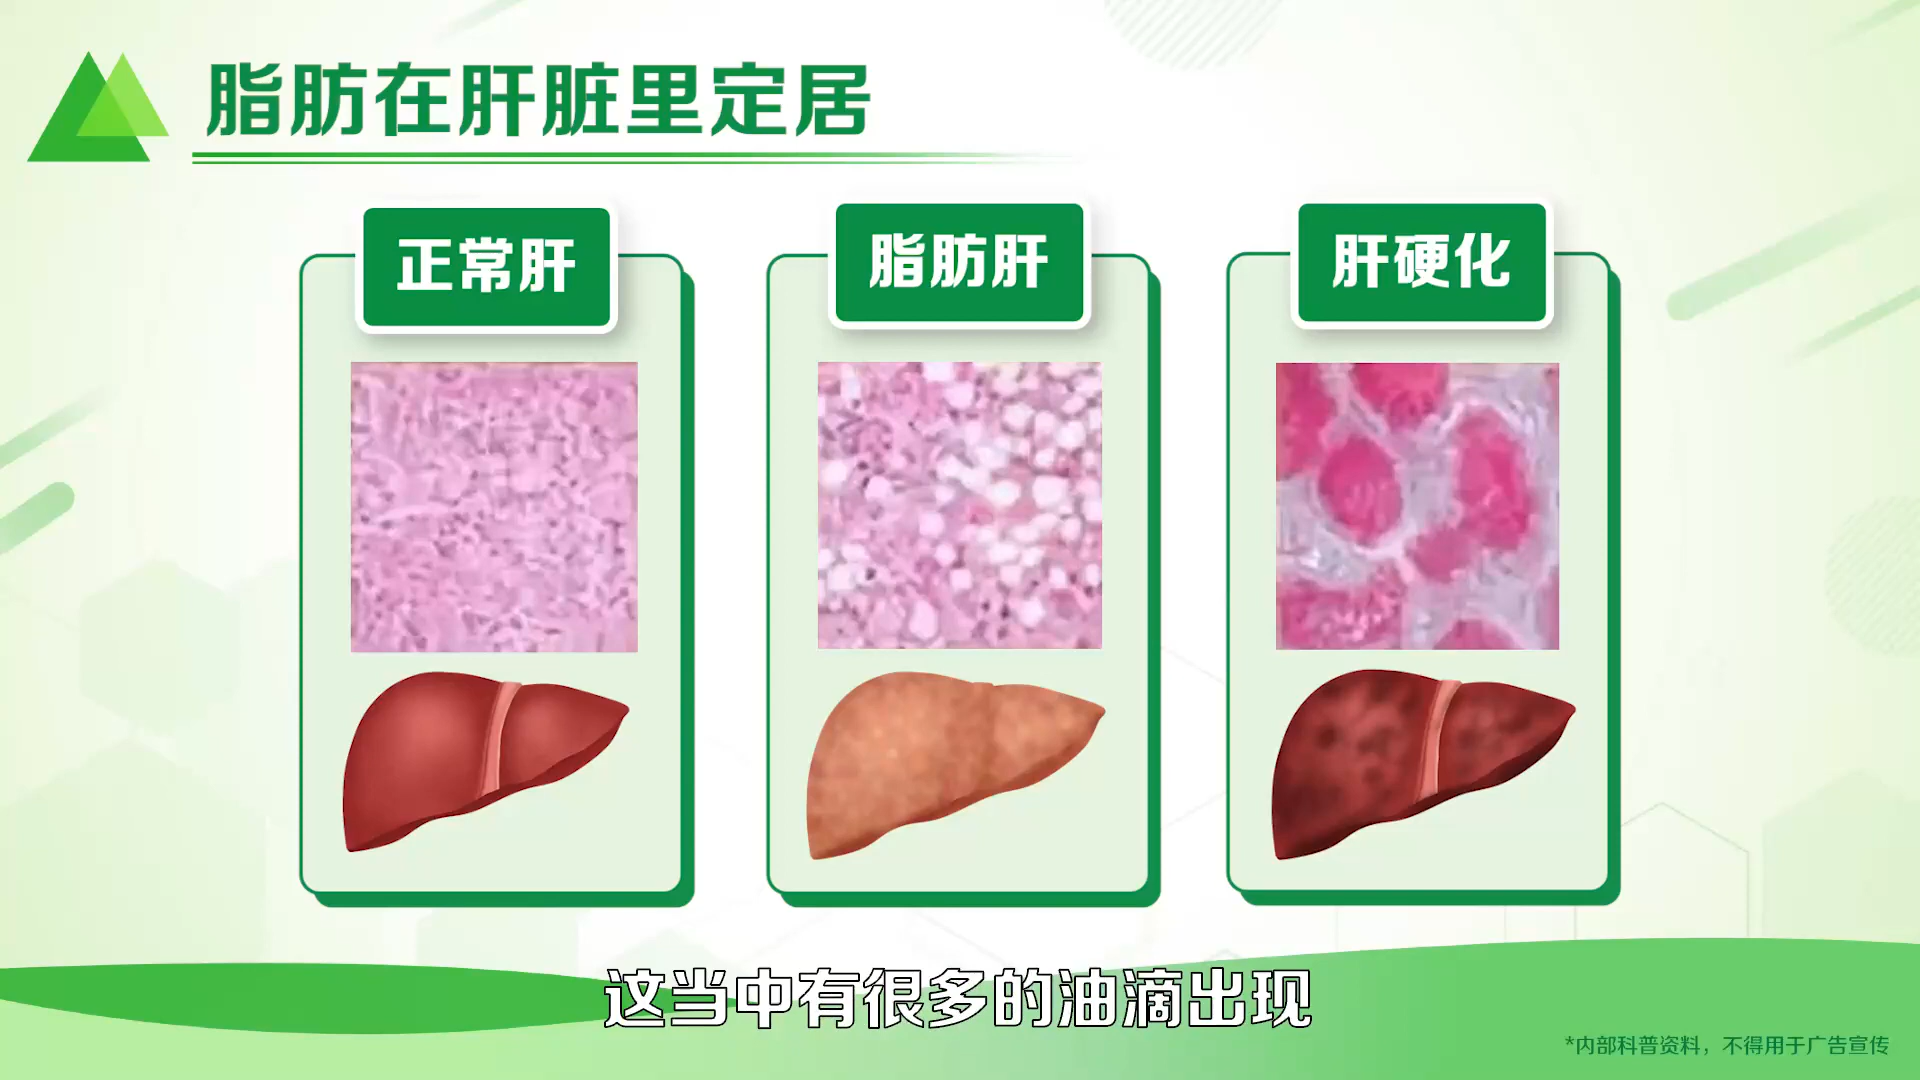 脂肪在肝脏里定居
正常肝
脂肪肝
肝硬化
这当中有很多的油滴出现
*内部科普资料，不得用于广告宣传